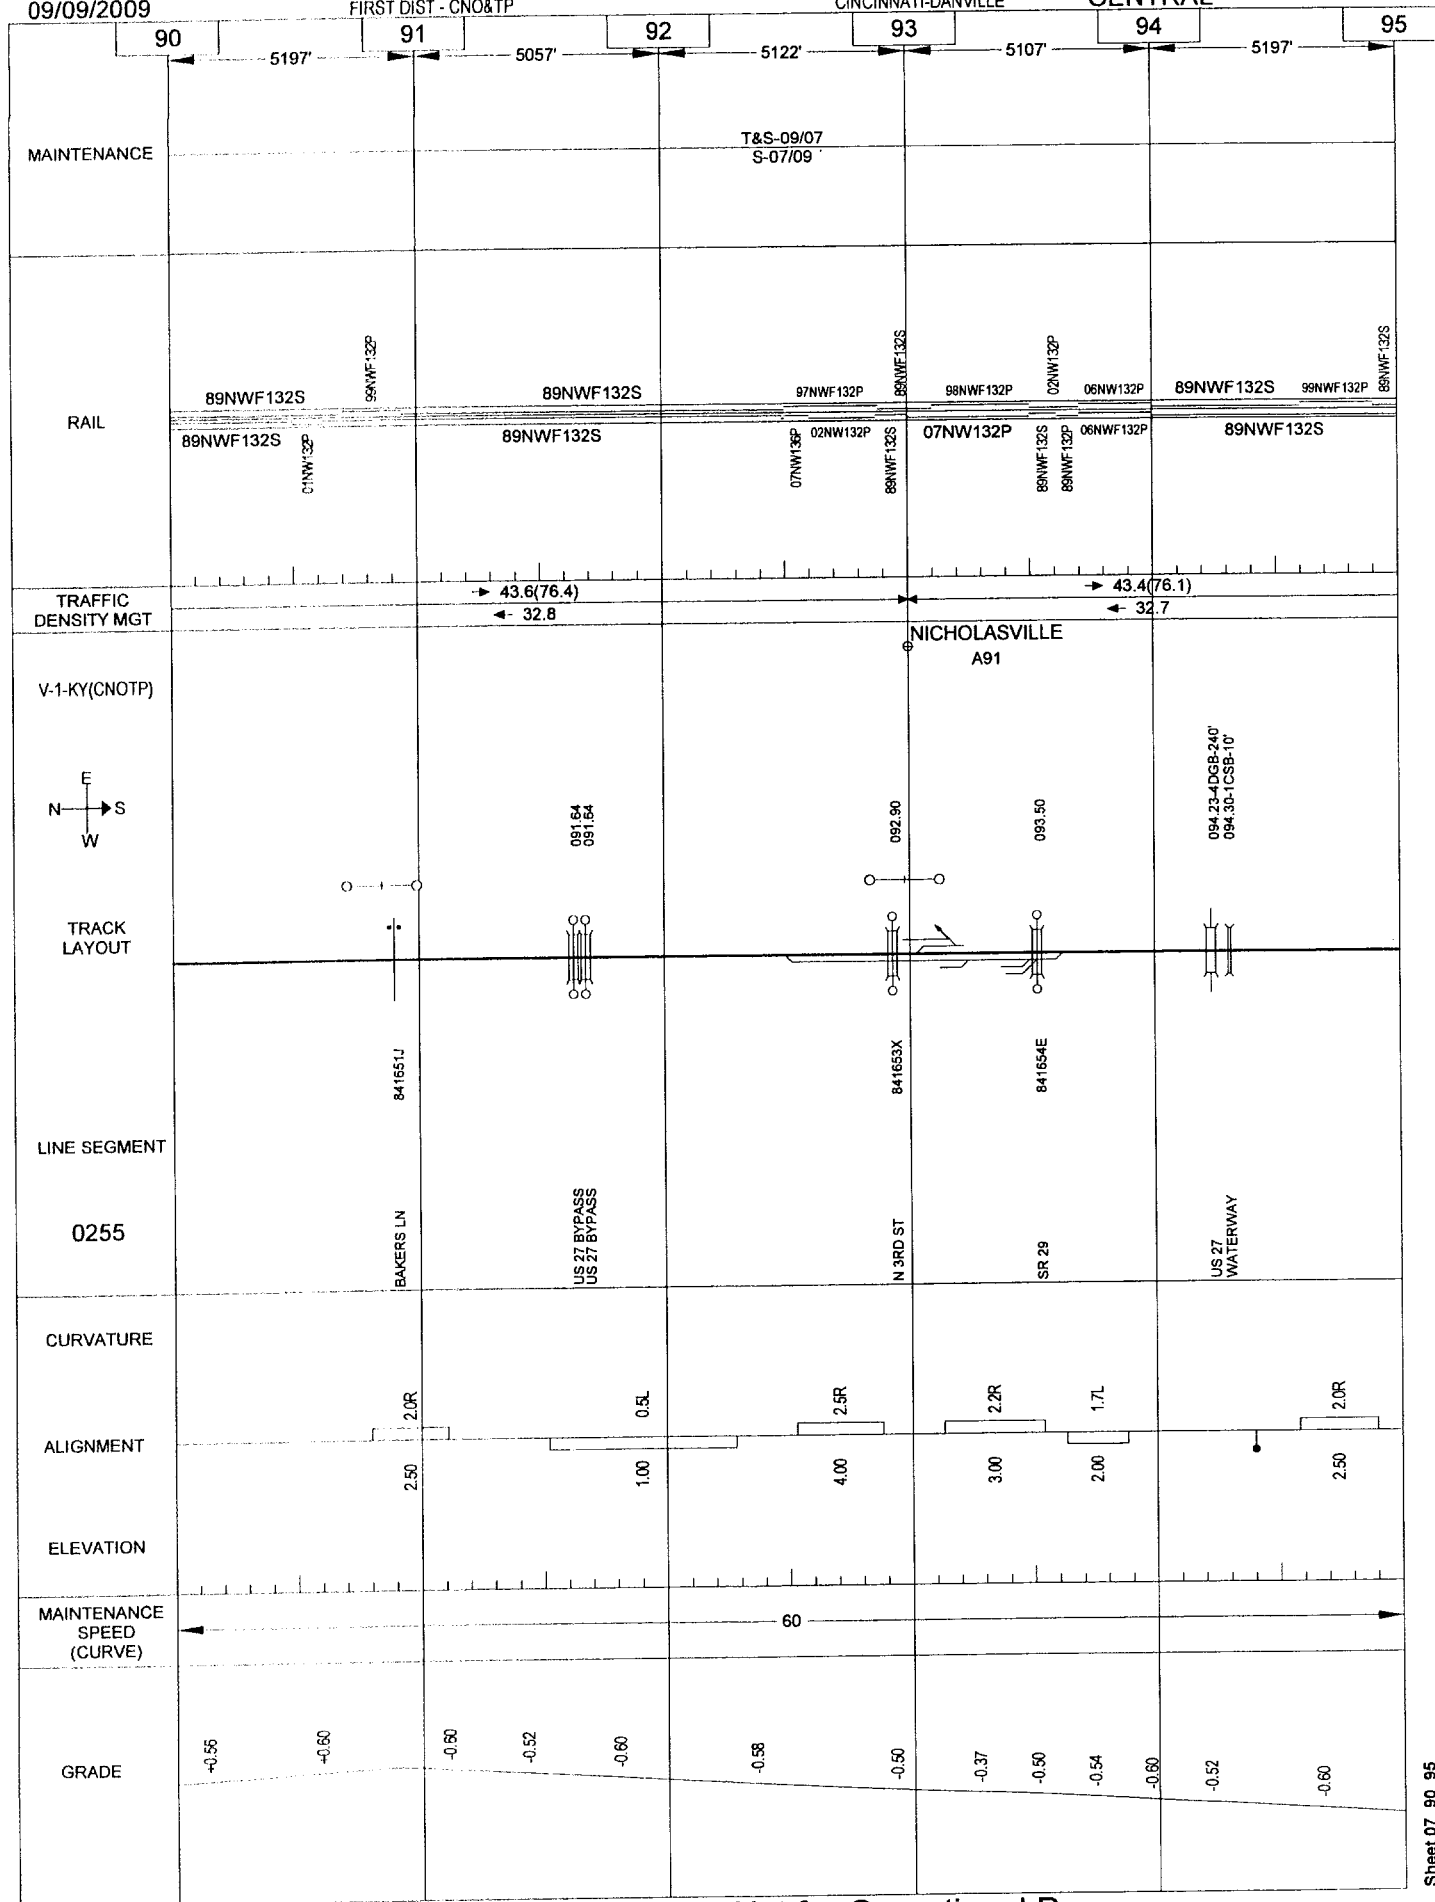 09/09/2009 FIRST DIST - CNO&TP CINCINNATI-DANVILLE CENTRAL
90 91 92 93 94 95
5197' 5057' 5122' 5107' 5197'
MAINTENANCE
T&S-09/07
S-07/09
RAIL
99NWF132P 89NWF132S 02NW132P 89NWF132S
89NWF132S 89NWF132S 97NWF132P 98NWF132P 06NW132P 89NWF132S 99NWF132P
89NWF132S 89NWF132S 02NW132P 07NW132P 06NWF132P 89NWF132S
01NW132P 07NW136P 89NWF132S 89NWF132S 89NWF132P
TRAFFIC
DENSITY MGT
43.6(76.4) 43.4(76.1)
32.8 32.7
NICHOLASVILLE
A91
V-1-KY(CNOTP)
E
N S
W
091.64
091.64
092.90
093.50
094.23-4DGB-240'
094.30-1CSB-10'
TRACK
LAYOUT
841651J 841653X 841654E
LINE SEGMENT
0255
BAKERS LN
US 27 BYPASS
US 27 BYPASS
N 3RD ST
SR 29
US 27
WATERWAY
CURVATURE
2.0R 0.5L 2.5R 2.2R 1.7L 2.0R
ALIGNMENT
2.50 1.00 4.00 3.00 2.00 2.50
ELEVATION
MAINTENANCE
SPEED
(CURVE)
60
GRADE
+0.56 +0.60 -0.60 -0.52 -0.60 -0.58 -0.50 -0.37 -0.50 -0.54 -0.60 -0.52 -0.60
Sheet 07_90_95